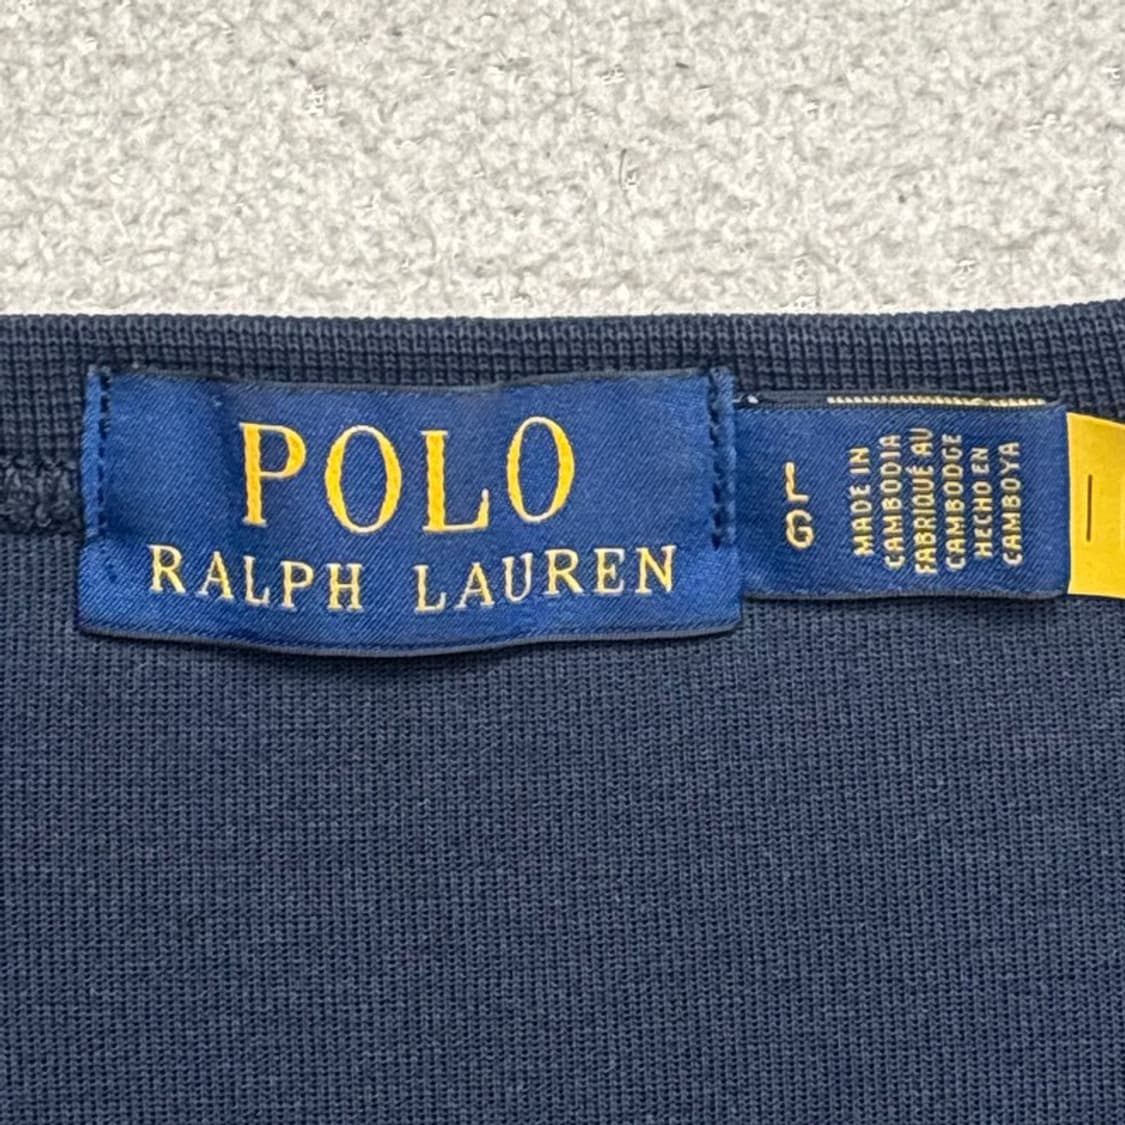 POLO
RALPH LAUREN
L
G
MADE IN
CAMBODIA
FABRIQUÉ AU
CAMBODGE
HECHO EN
CAMBOYA